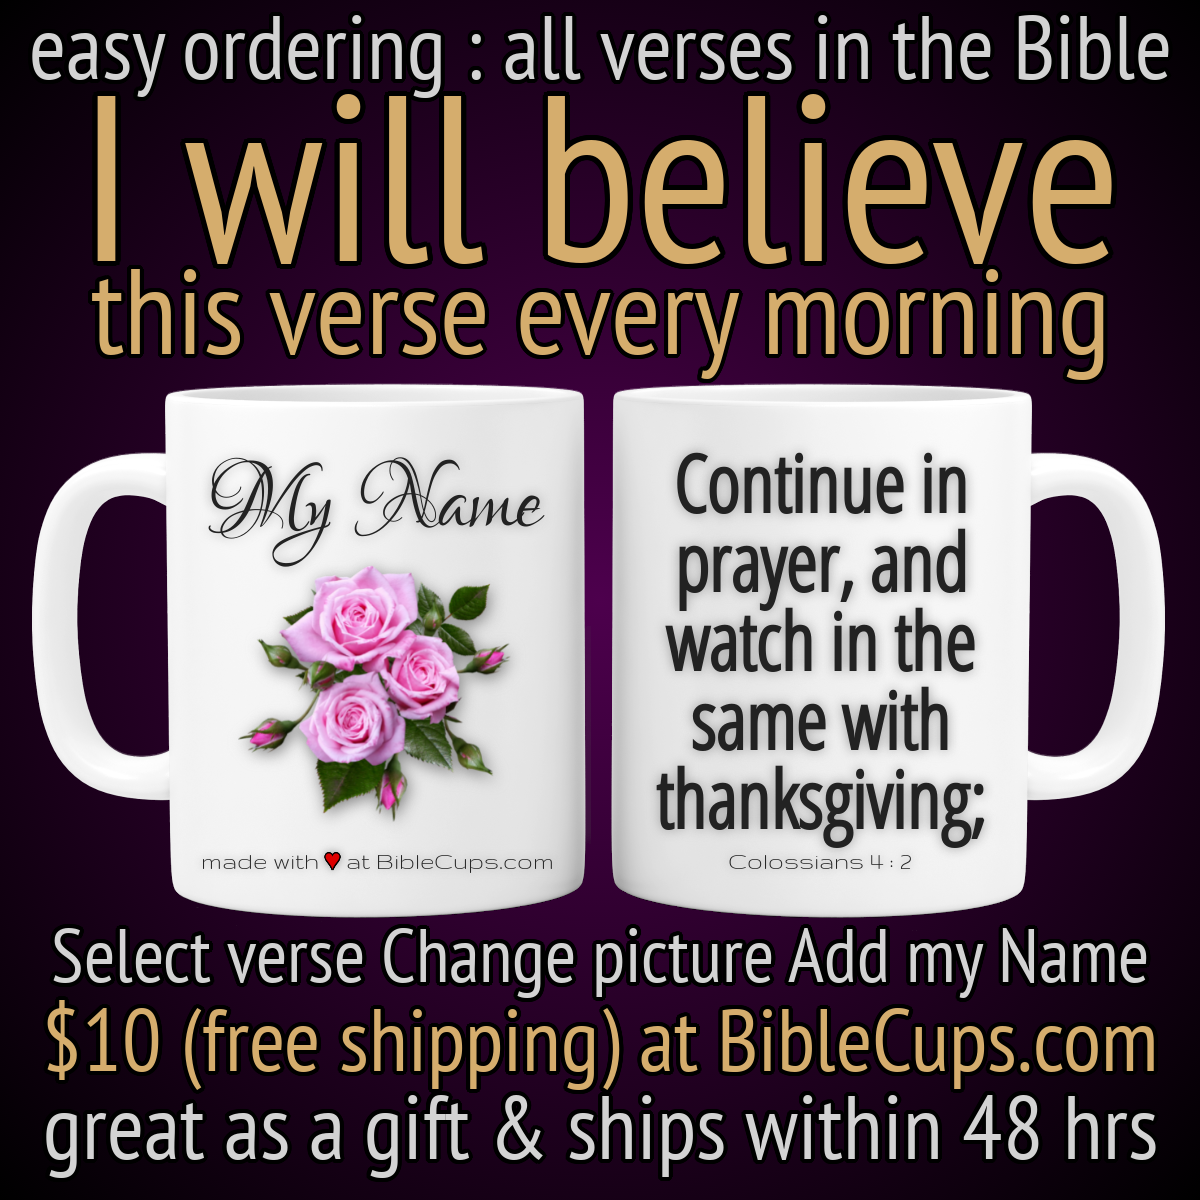 easy ordering : all verses in the Bible
I will believe
this verse every morning
My Name
made with at BibleCups.com
Continue in
prayer, and
watch in the
same with
thanksgiving;
Colossians 4:2
Select verse Change picture Add my Name
$10 (free shipping) at BibleCups.com
great as a gift & ships within 48 hrs